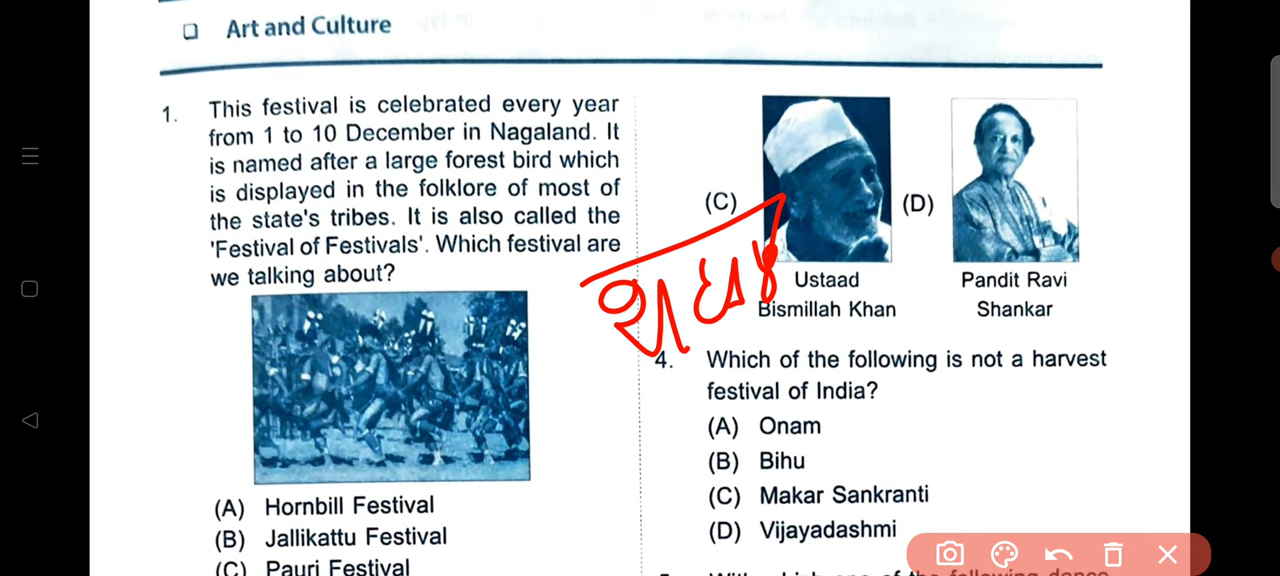 Art and Culture
1. This festival is celebrated every year
from 1 to 10 December in Nagaland. It
is named after a large forest bird which
is displayed in the folklore of most of
the state's tribes. It is also called the
'Festival of Festivals'. Which festival are
we talking about?
(A) Hornbill Festival
(B) Jallikattu Festival
(C) Pauri Festival
(C)
Ustaad
Bismillah Khan
(D)
Pandit Ravi
Shankar
4. Which of the following is not a harvest
festival of India?
(A) Onam
(B) Bihu
(C) Makar Sankranti
(D) Vijayadashmi